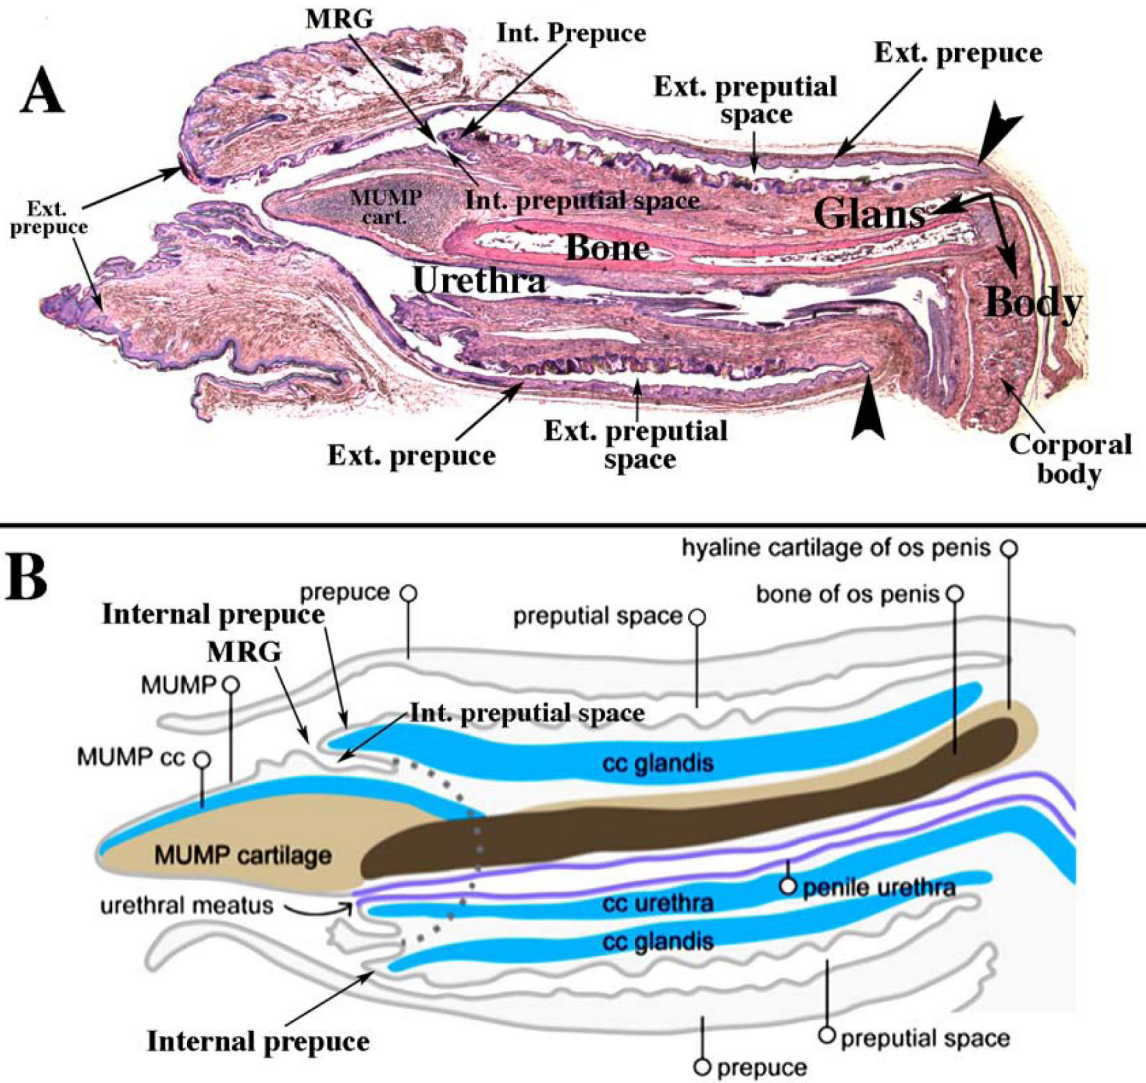 A
MRG
Int. Prepuce
Ext. preputial
space
Ext. prepuce
MUMP
cart.
Int. preputial space
Glans
Ext.
prepuce
Bone
Urethra
Body
Ext. prepuce
Ext. preputial
space
Corporal
body
B
hyaline cartilage of os penis
prepuce
bone of os penis
Internal prepuce
preputial space
MRG
MUMP
Int. preputial space
MUMP cc
cc glandis
MUMP cartilage
penile urethra
urethral meatus
cc urethra
cc glandis
Internal prepuce
preputial space
prepuce